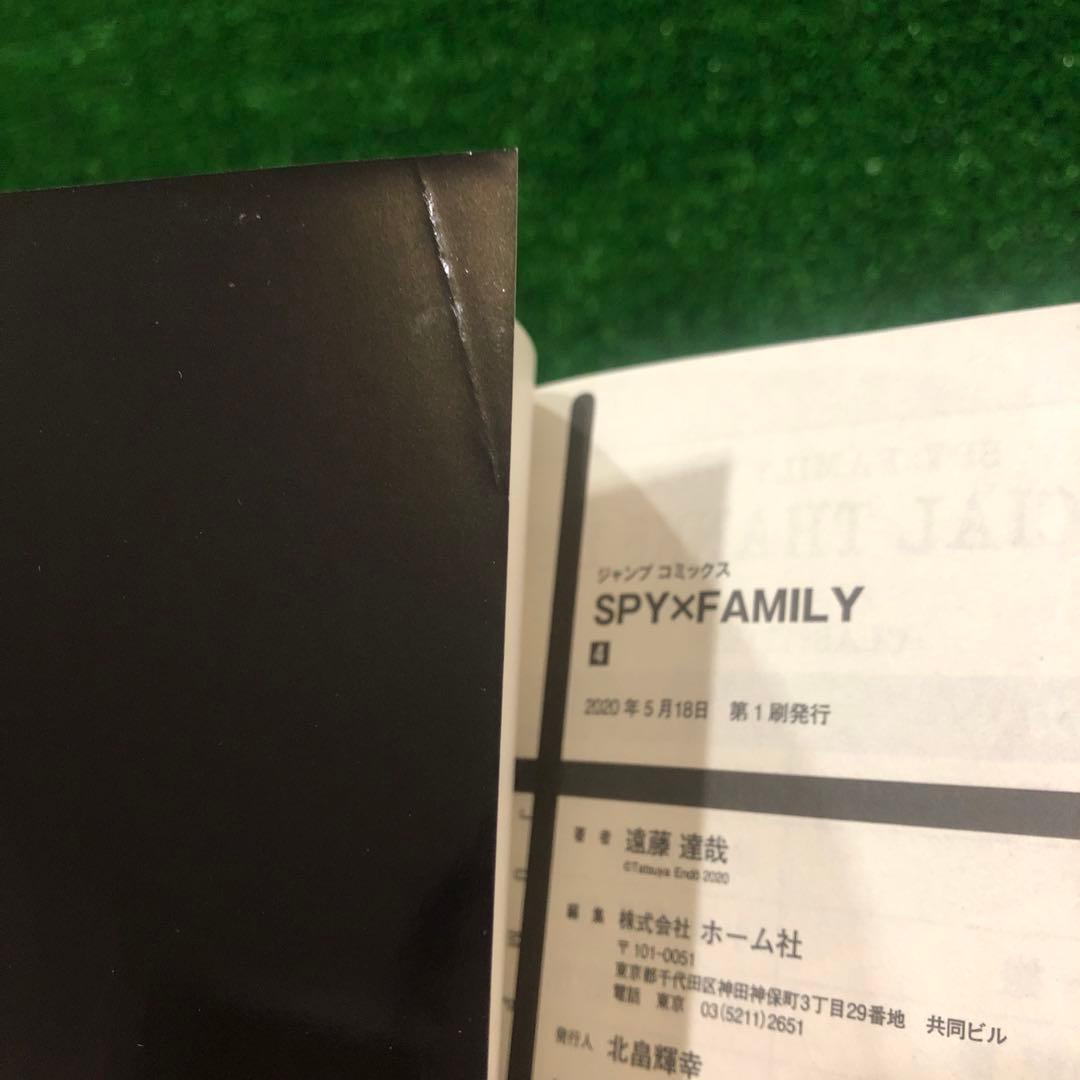 ジャンプ コミックス
SPY×FAMILY
4
2020年5月18日 第1刷発行
著者 遠藤 達哉
©Tatsuya Endo 2020
編集 株式会社 ホーム社
〒101-0051
東京都千代田区神田神保町3丁目29番地 共同ビル
電話 東京 03(5211)2651
発行人 北畠輝幸